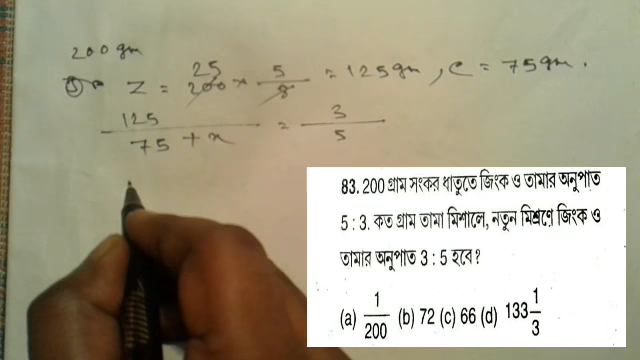 200 gm
Z = 200 25 × 5/8 = 125 gm, C = 75 gm.
125/75 + x = 3/5
83. 200 গ্রাম সংকর ধাতুতে জিংক ও তামার অনুপাত
5 : 3. কত গ্রাম তামা মিশালে, নতুন মিশ্রণে জিংক ও
তামার অনুপাত 3 : 5 হবে?
(a) 1/200 (b) 72 (c) 66 (d) 133 1/3